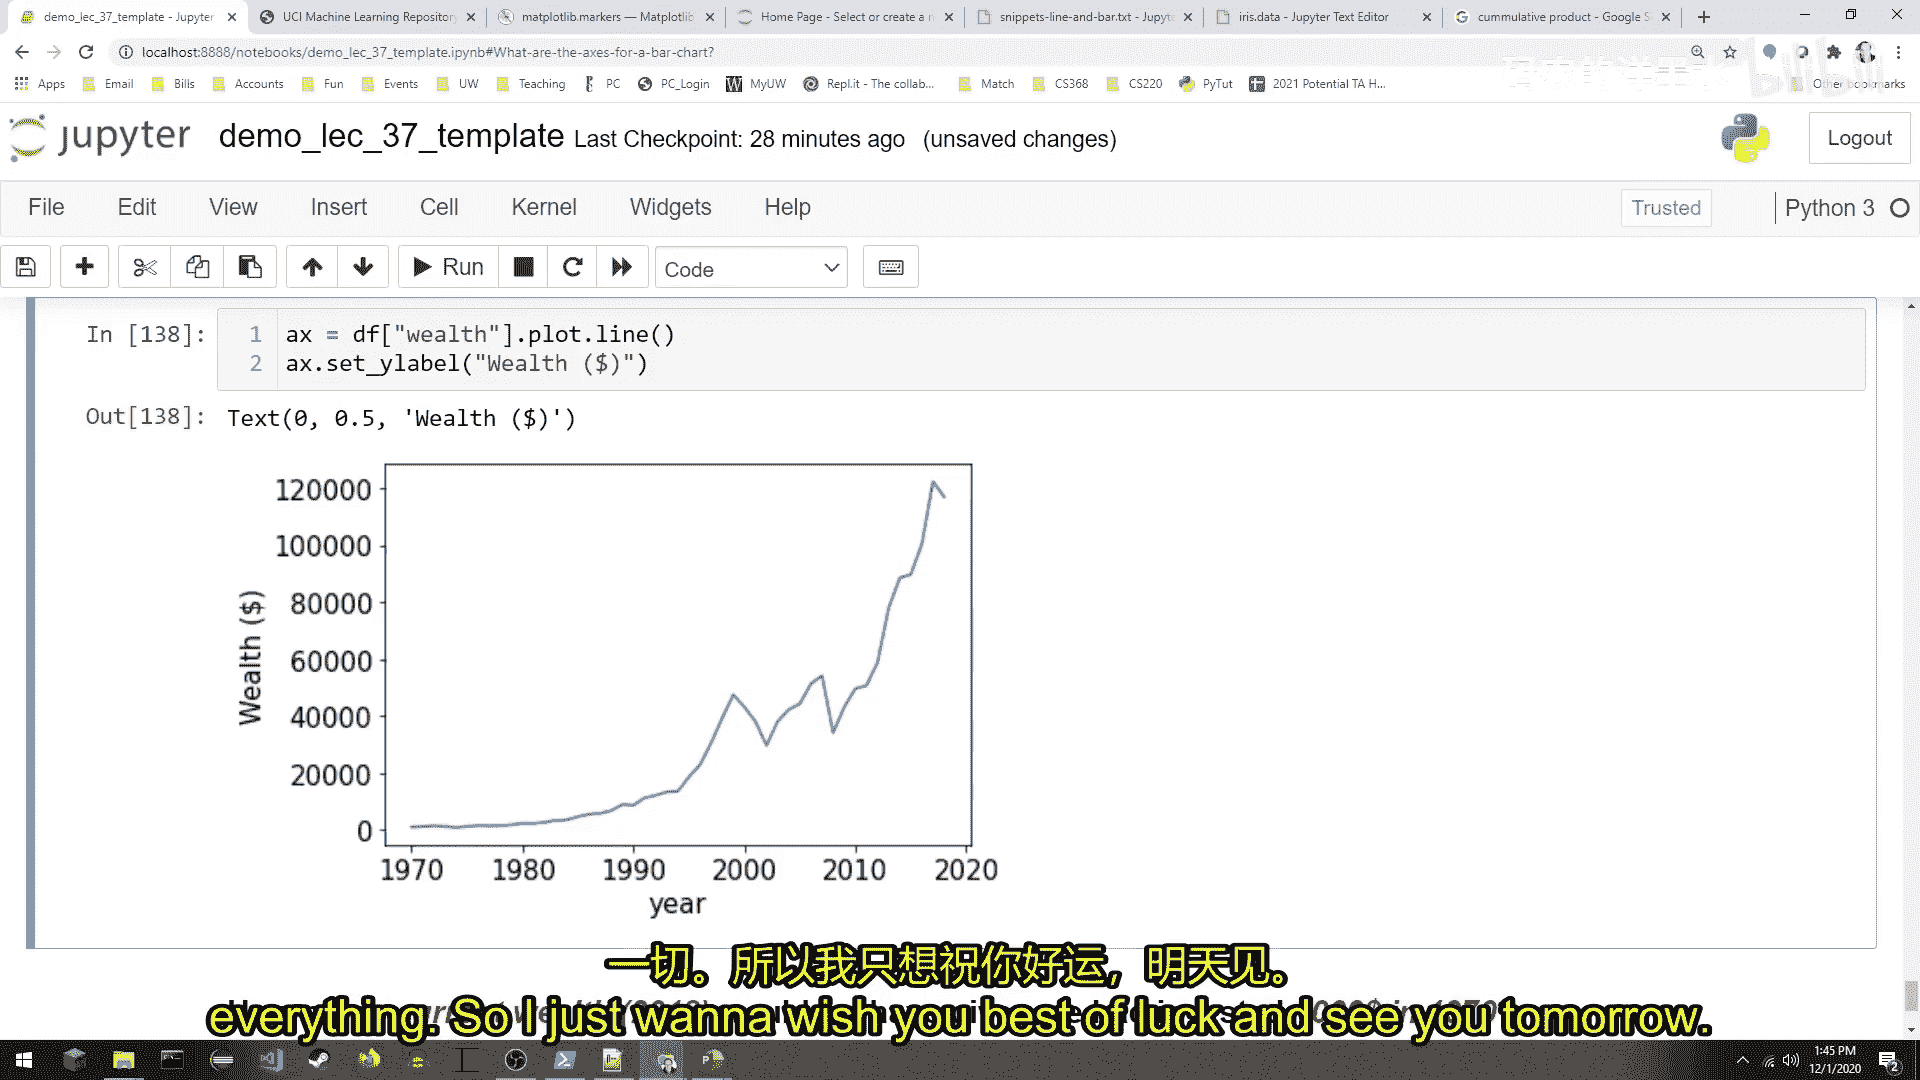 demo_lec_37_template - Jupyter
UCI Machine Learning Repository
matplotlib.markers — Matplotlib
Home Page - Select or create a n
snippets-line-and-bar.txt - Jupyte
iris.data - Jupyter Text Editor
cummulative product - Google S
localhost:8888/notebooks/demo_lec_37_template.ipynb#What-are-the-axes-for-a-bar-chart?
Apps Email Bills Accounts Fun Events UW Teaching PC PC_Login MyUW Repl.it - The collab... Match CS368 CS220 PyTut 2021 Potential TA H... Other bookmarks
jupyter demo_lec_37_template Last Checkpoint: 28 minutes ago (unsaved changes) Logout
File Edit View Insert Cell Kernel Widgets Help Trusted Python 3
Run Code
In [138]:
1 ax = df["wealth"].plot.line()
2 ax.set_ylabel("Wealth ($)")
Out[138]: Text(0, 0.5, 'Wealth ($)')
120000
100000
80000
60000
40000
20000
0
Wealth ($)
1970 1980 1990 2000 2010 2020
year
一切。所以我只想祝你好运，明天见。
everything. So I just wanna wish you best of luck and see you tomorrow.
1:45 PM
12/1/2020
2